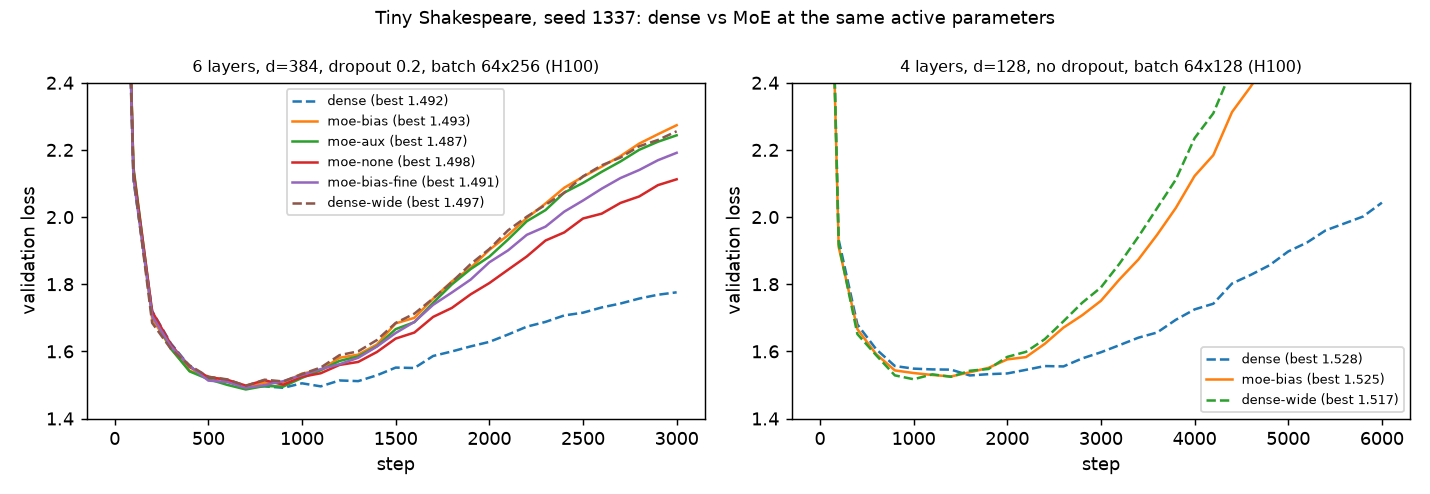 Tiny Shakespeare, seed 1337: dense vs MoE at the same active parameters
6 layers, d=384, dropout 0.2, batch 64x256 (H100)
validation loss
2.4
2.2
2.0
1.8
1.6
1.4
dense (best 1.492)
moe-bias (best 1.493)
moe-aux (best 1.487)
moe-none (best 1.498)
moe-bias-fine (best 1.491)
dense-wide (best 1.497)
0 500 1000 1500 2000 2500 3000
step
4 layers, d=128, no dropout, batch 64x128 (H100)
validation loss
2.4
2.2
2.0
1.8
1.6
1.4
dense (best 1.528)
moe-bias (best 1.525)
dense-wide (best 1.517)
0 1000 2000 3000 4000 5000 6000
step